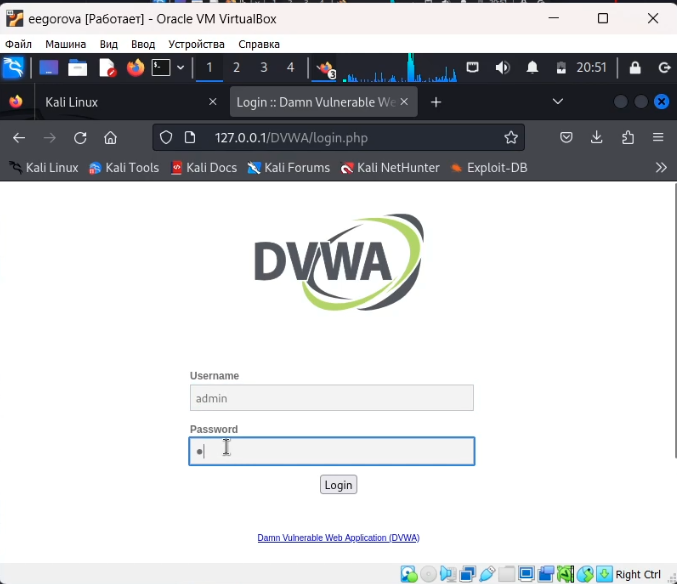 eegorova [Работает] - Oracle VM VirtualBox
Файл Машина Вид Ввод Устройства Справка
1 2 3 4 3 20:51
Kali Linux Login :: Damn Vulnerable We
127.0.0.1/DVWA/login.php
Kali Linux Kali Tools Kali Docs Kali Forums Kali NetHunter Exploit-DB
DVWA
Username
admin
Password
Login
Damn Vulnerable Web Application (DVWA)
Right Ctrl